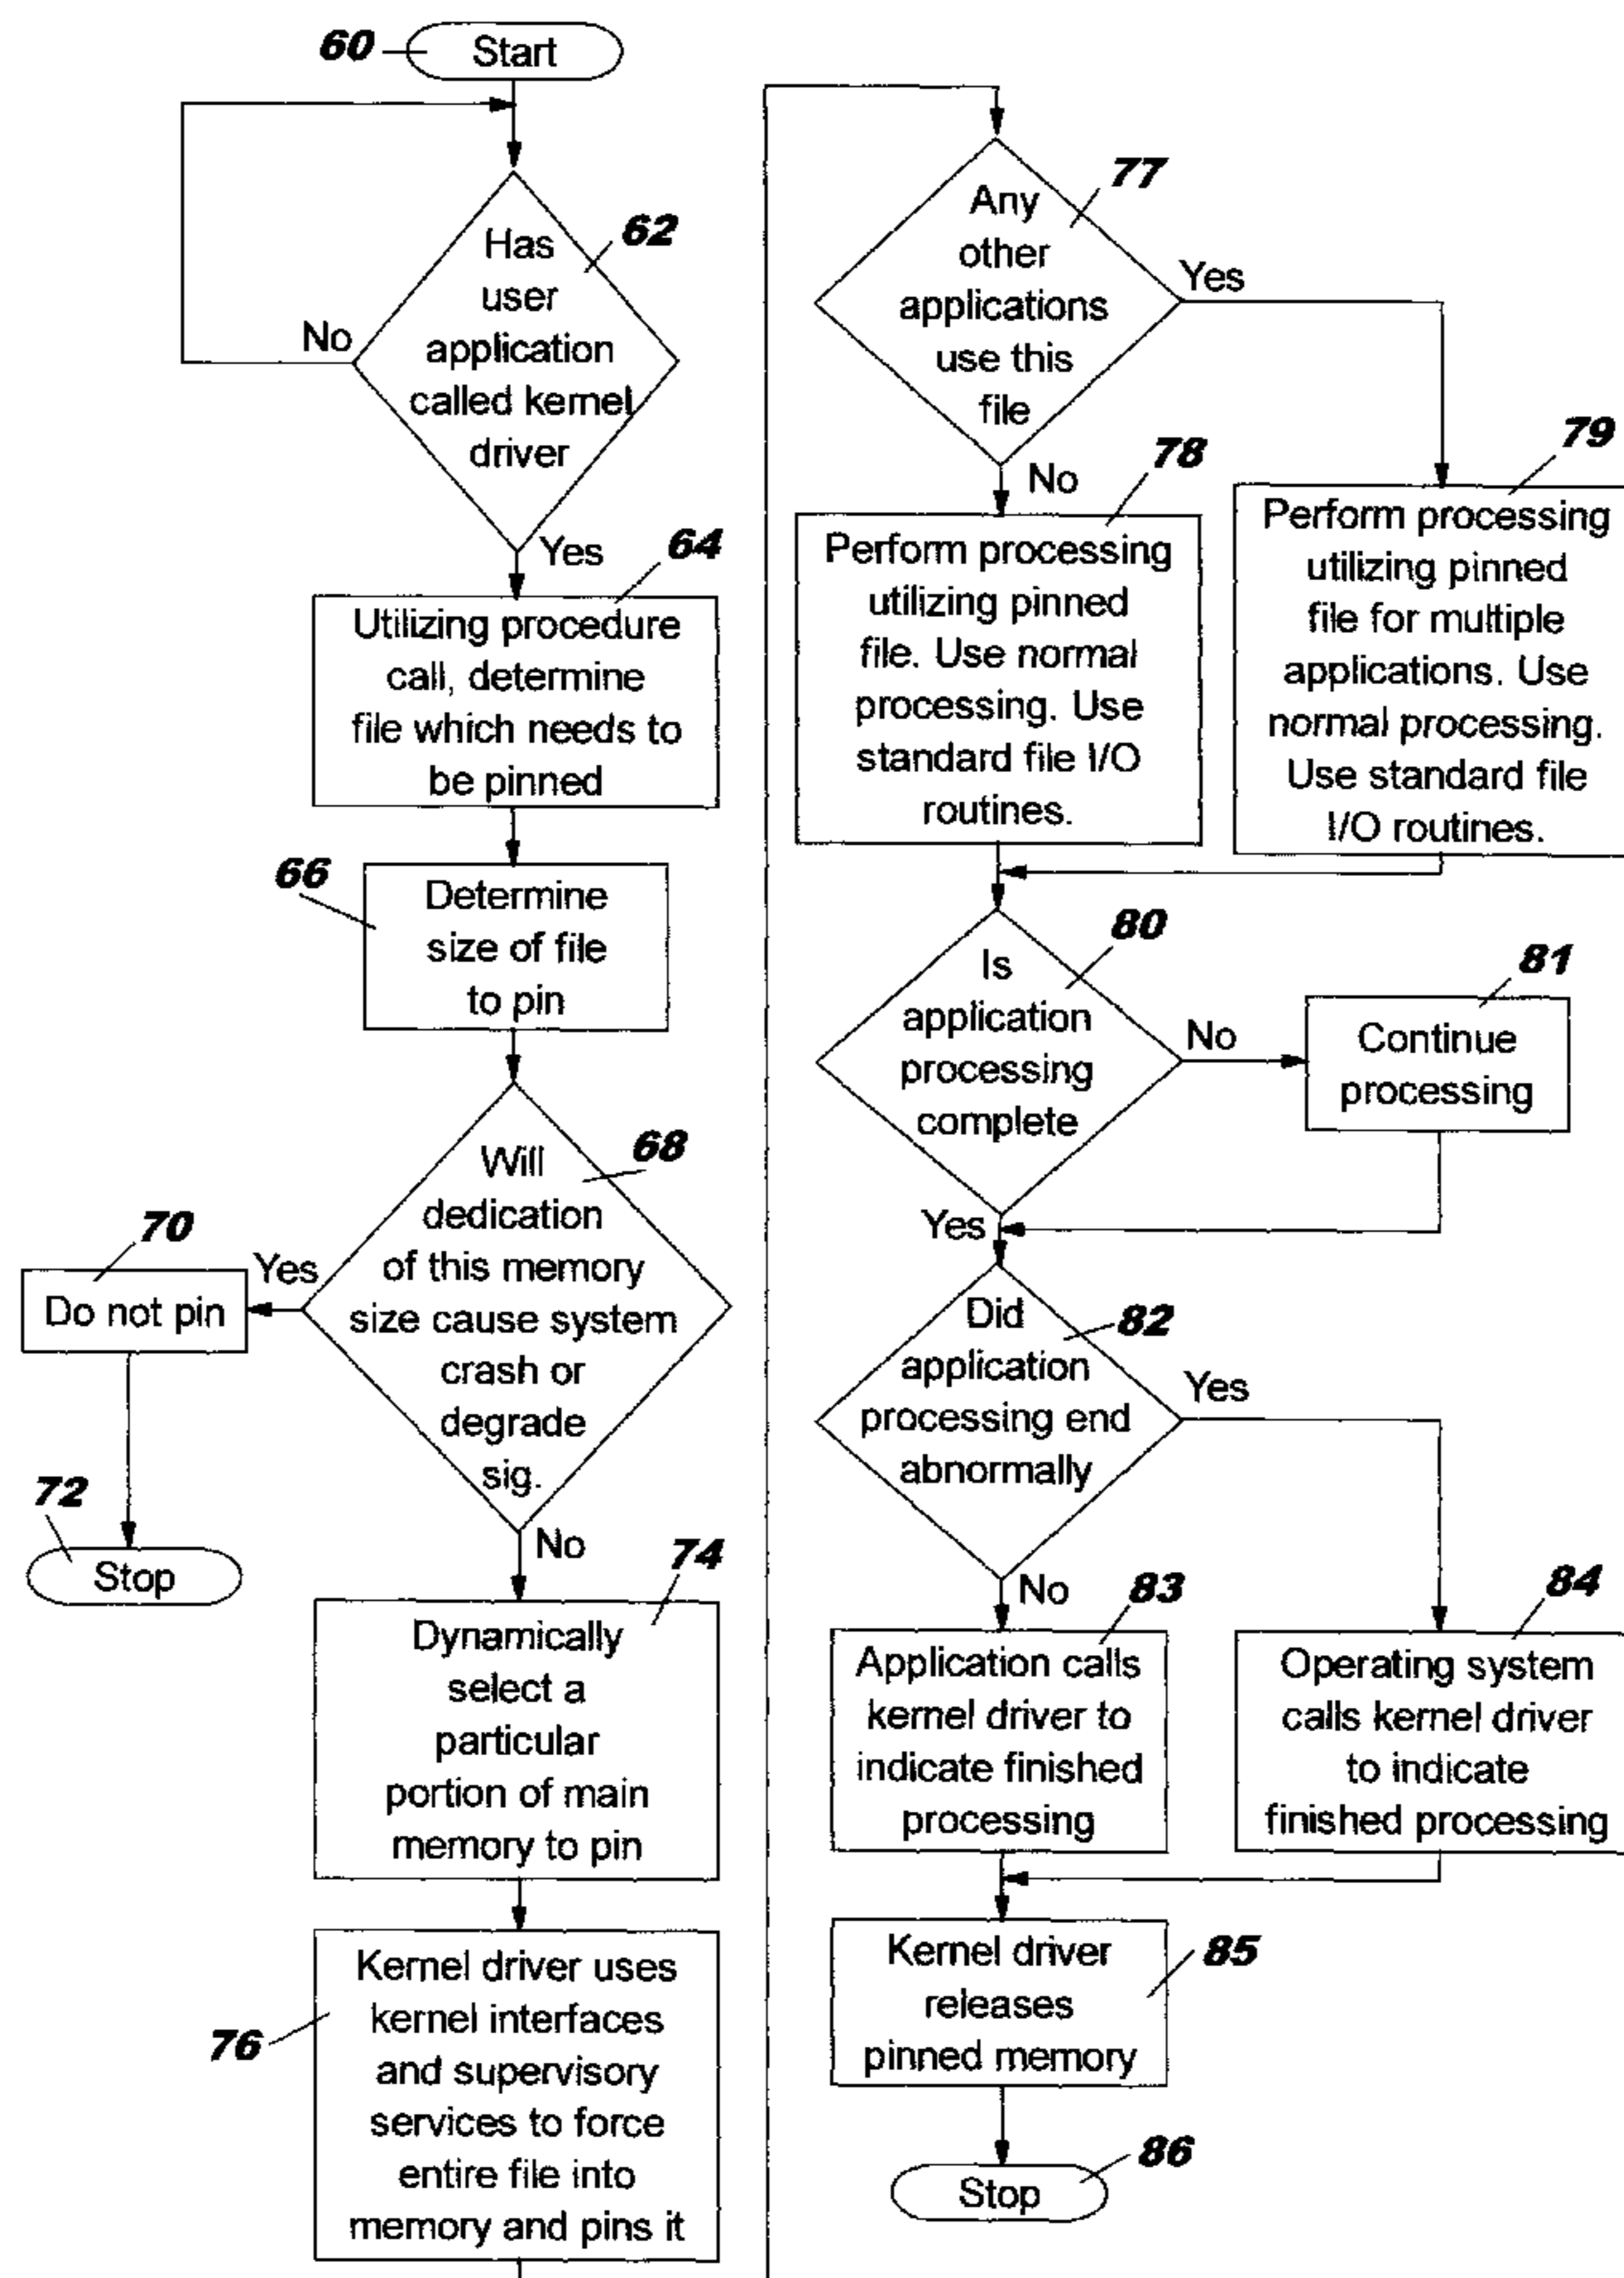 60
Start
62
Has
user
application
called kernel
driver
No
Yes
64
Utilizing procedure
call, determine
file which needs to
be pinned
66
Determine
size of file
to pin
68
Will
dedication
of this memory
size cause system
crash or
degrade
sig.
Yes
70
Do not pin
72
Stop
No
74
Dynamically
select a
particular
portion of main
memory to pin
76
Kernel driver uses
kernel interfaces
and supervisory
services to force
entire file into
memory and pins it
77
Any
other
applications
use this
file
Yes
No
78
Perform processing
utilizing pinned
file. Use normal
processing. Use
standard file I/O
routines.
79
Perform processing
utilizing pinned
file for multiple
applications. Use
normal processing.
Use standard file
I/O routines.
80
Is
application
processing
complete
No
81
Continue
processing
Yes
82
Did
application
processing end
abnormally
Yes
No
83
Application calls
kernel driver to
indicate finished
processing
84
Operating system
calls kernel driver
to indicate
finished processing
85
Kernel driver
releases
pinned memory
86
Stop